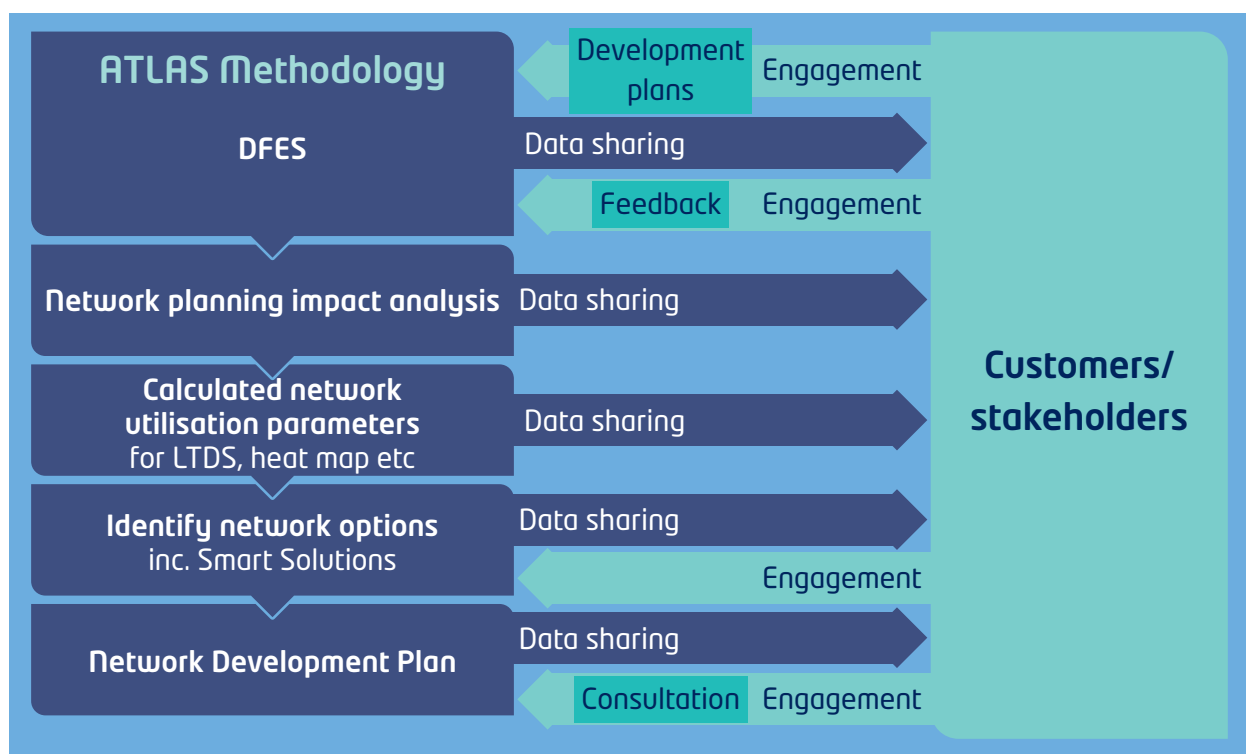 ATLAS Methodology
DFES
Development
plans
Engagement
Data sharing
Feedback
Engagement
Network planning impact analysis
Data sharing
Calculated network
utilisation parameters
for LTDS, heat map etc
Data sharing
Identify network options
inc. Smart Solutions
Data sharing
Engagement
Network Development Plan
Data sharing
Consultation
Engagement
Customers/
stakeholders